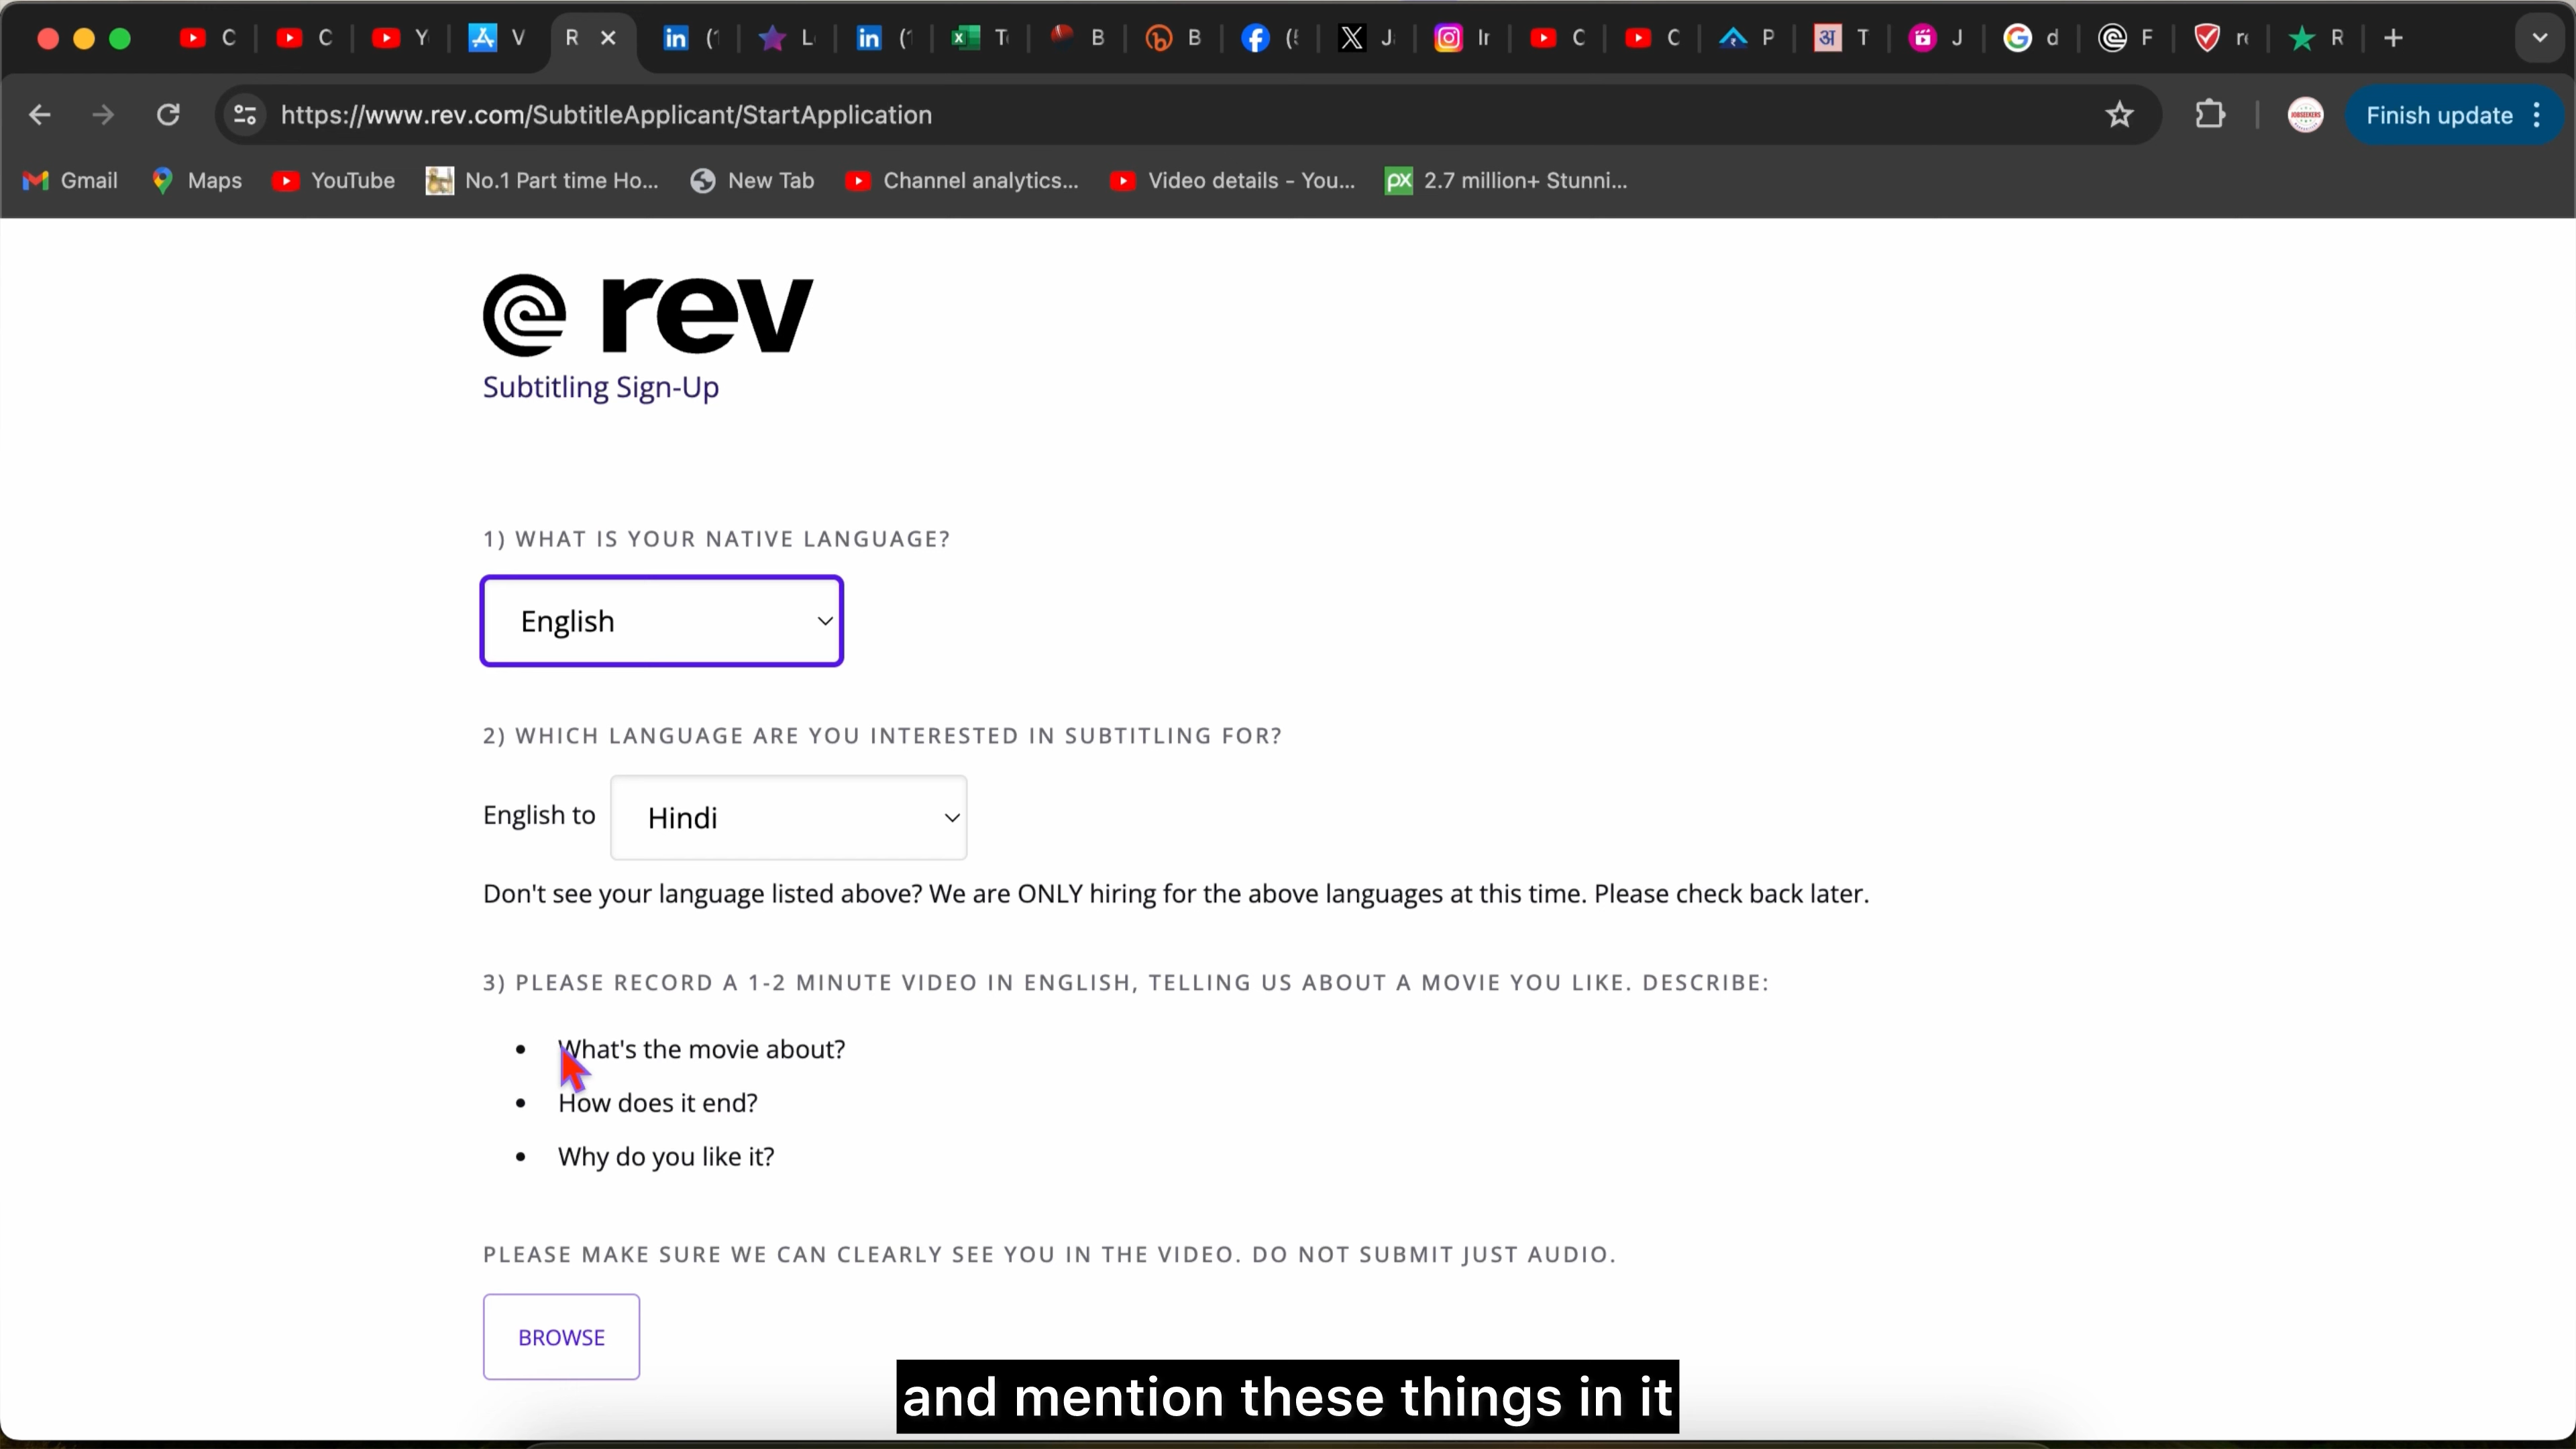 C
C
Y
V
R
in (
L
in (
T
B
B
(
J
Ir
C
C
P
अ T
J
d
F
r
R
https://www.rev.com/SubtitleApplicant/StartApplication
Finish update
Gmail
Maps
YouTube
No.1 Part time Ho...
New Tab
Channel analytics...
Video details - You...
px 2.7 million+ Stunni...
rev
Subtitling Sign-Up
1) WHAT IS YOUR NATIVE LANGUAGE?
English
2) WHICH LANGUAGE ARE YOU INTERESTED IN SUBTITLING FOR?
English to Hindi
Don't see your language listed above? We are ONLY hiring for the above languages at this time. Please check back later.
3) PLEASE RECORD A 1-2 MINUTE VIDEO IN ENGLISH, TELLING US ABOUT A MOVIE YOU LIKE. DESCRIBE:
• What's the movie about?
• How does it end?
• Why do you like it?
PLEASE MAKE SURE WE CAN CLEARLY SEE YOU IN THE VIDEO. DO NOT SUBMIT JUST AUDIO.
BROWSE
and mention these things in it